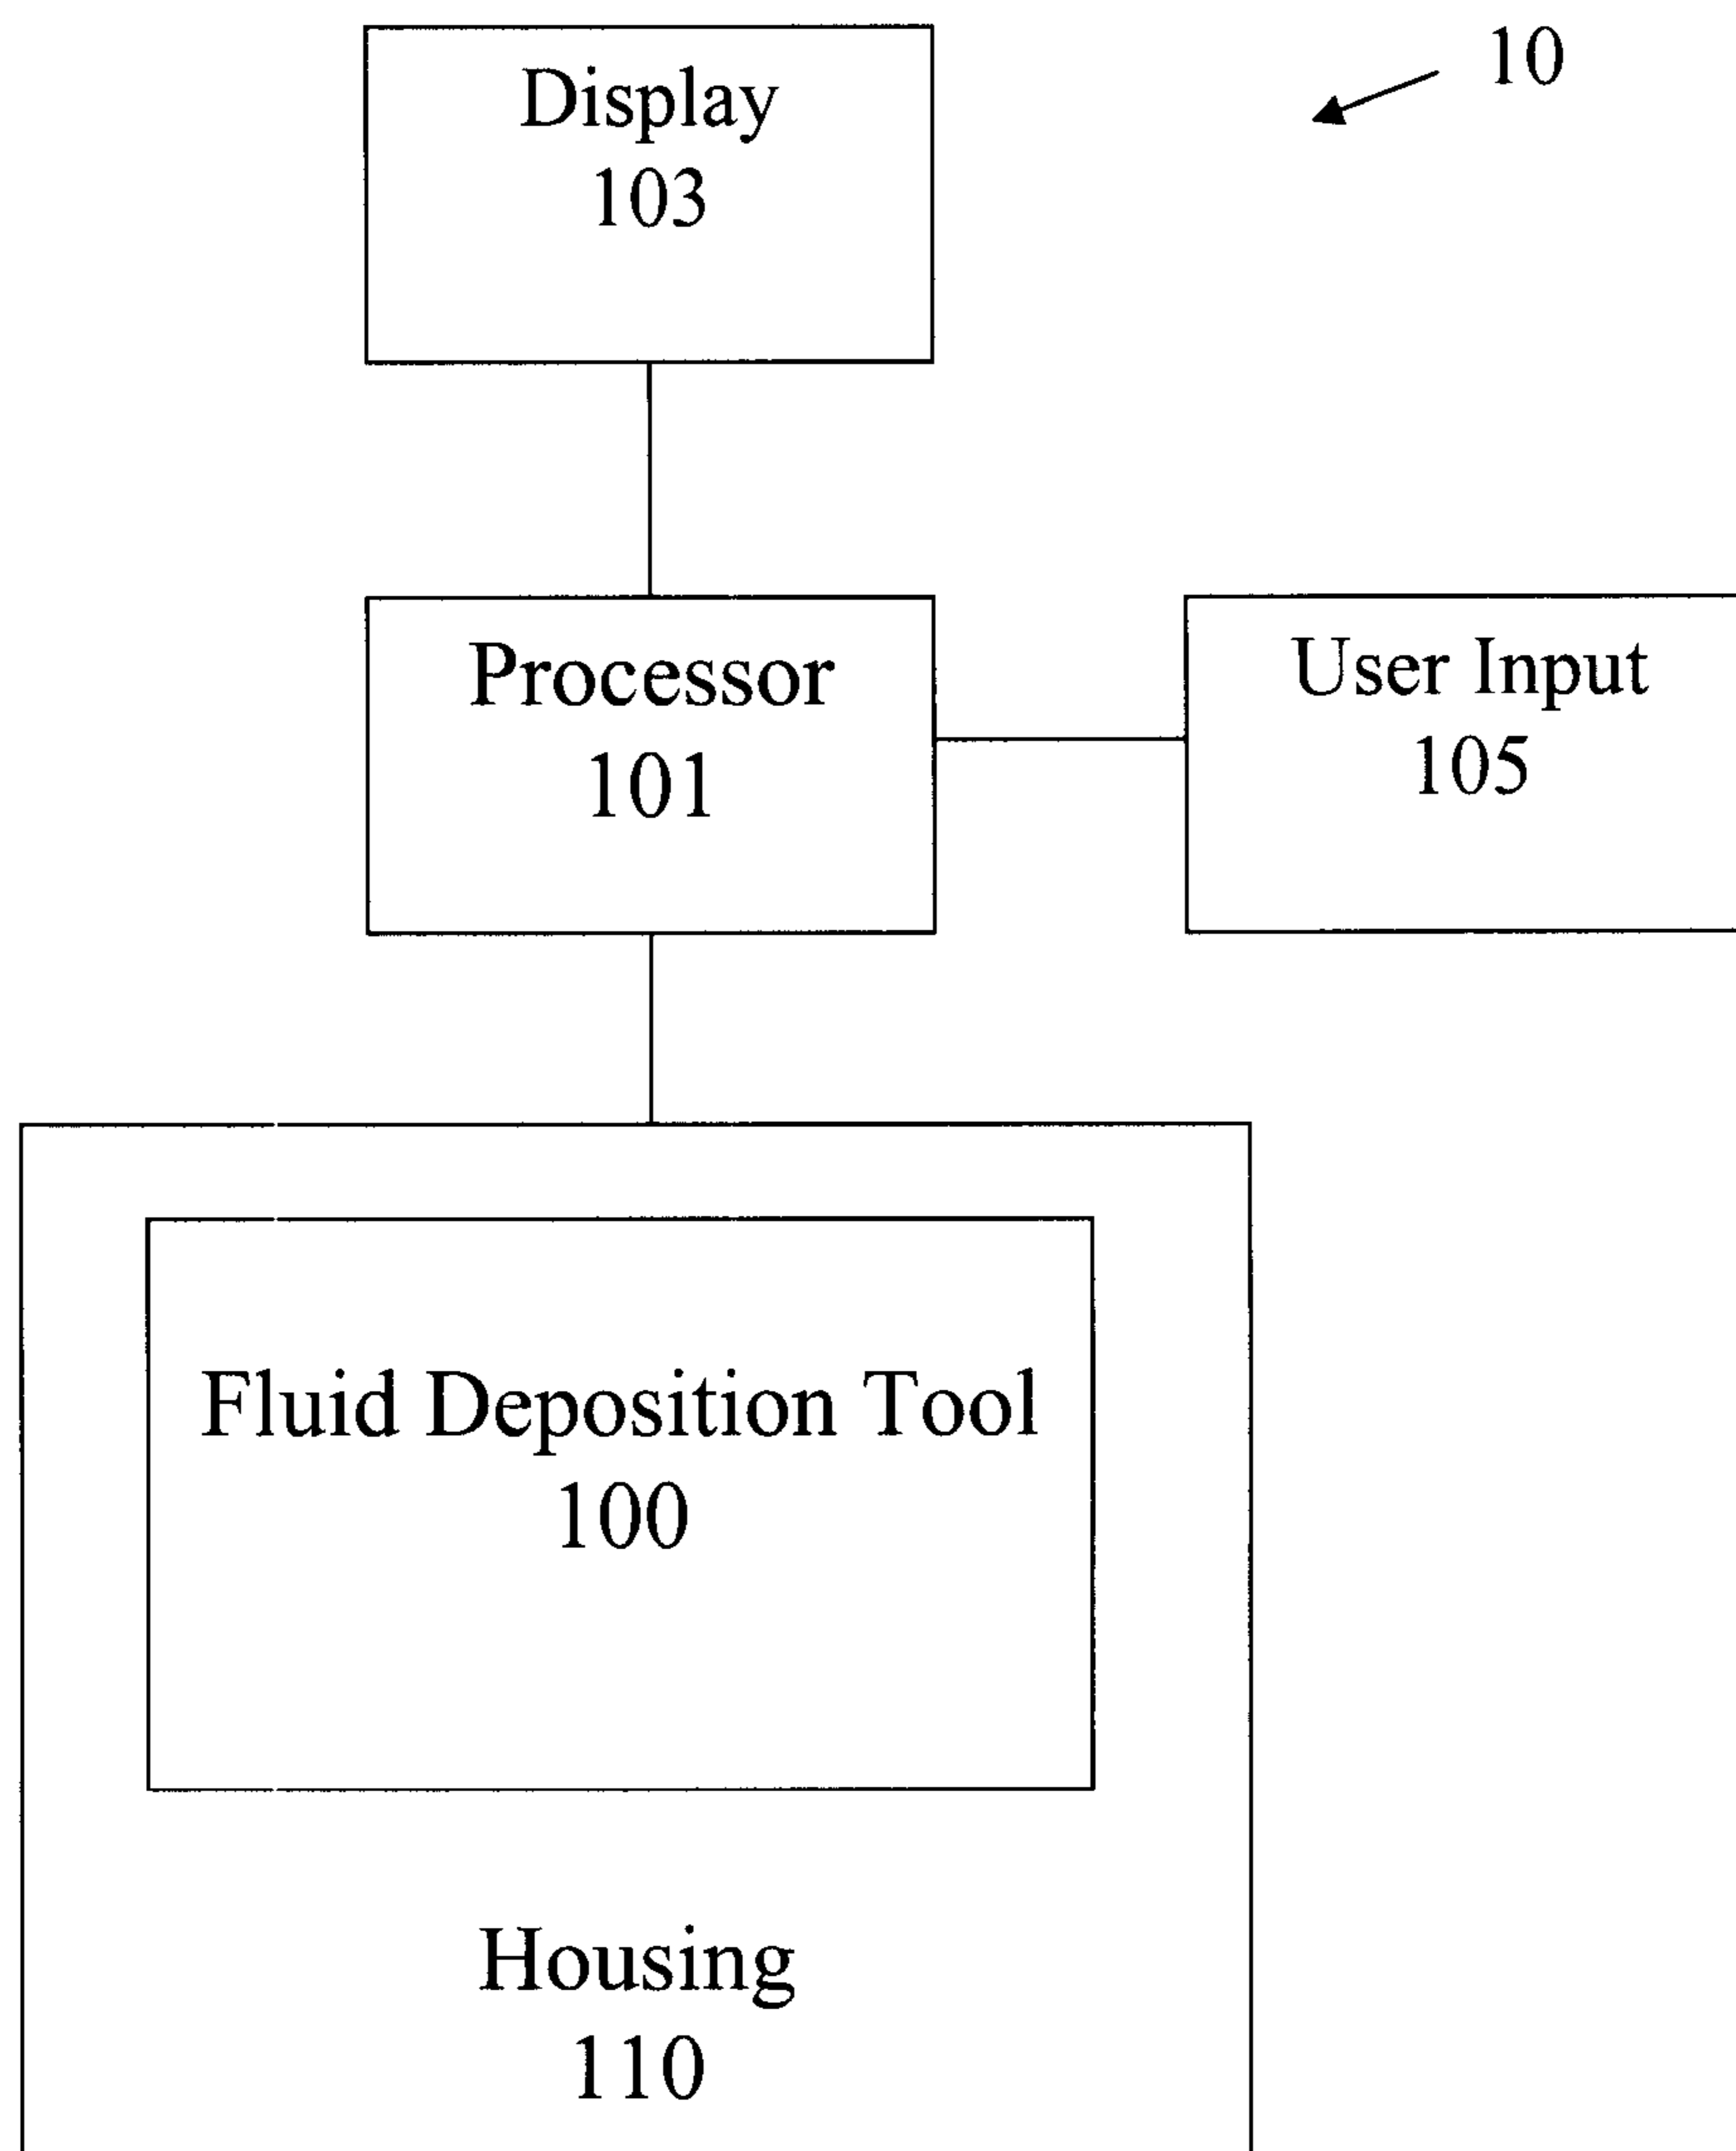 10
Display
103
Processor
101
User Input
105
Fluid Deposition Tool
100
Housing
110